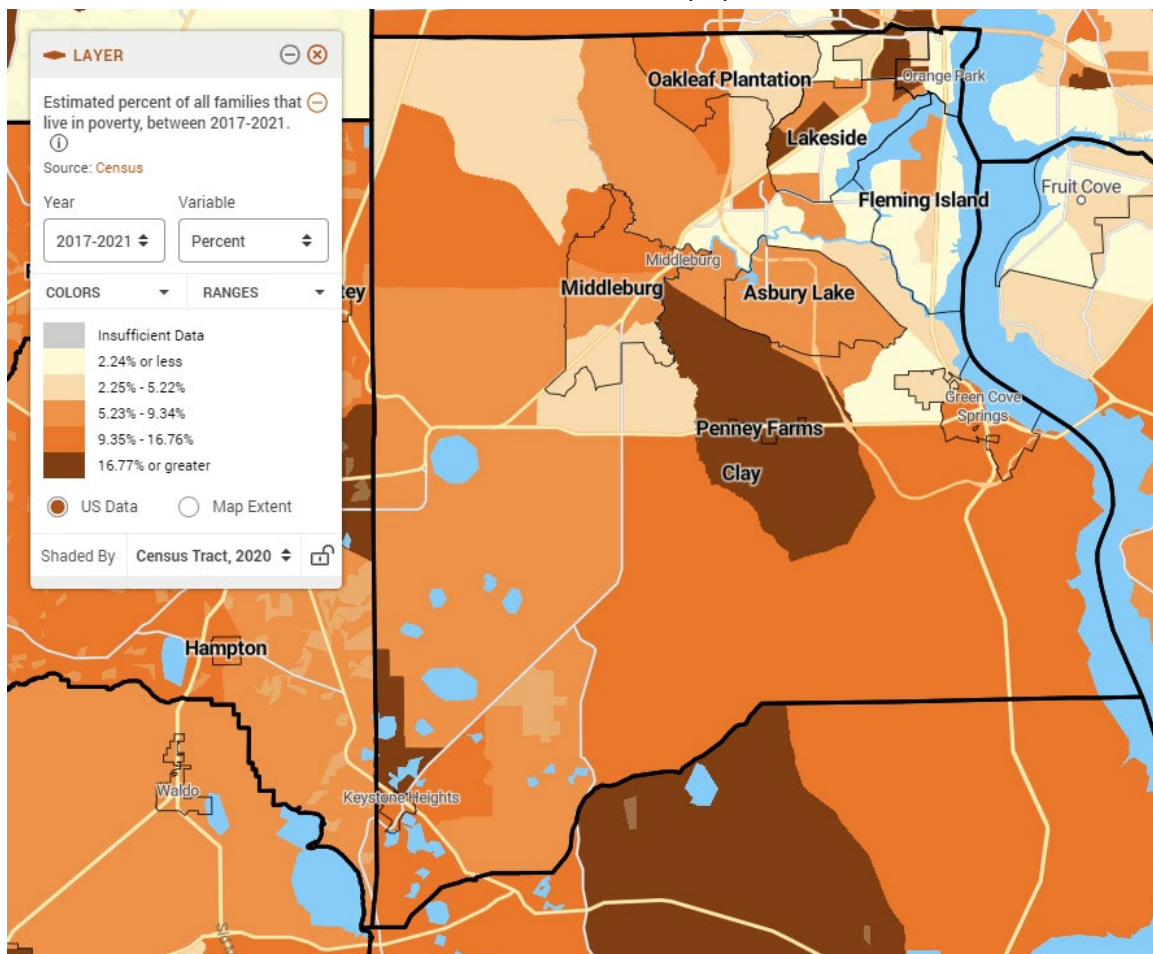 LAYER
Estimated percent of all families that
live in poverty, between 2017-2021.
Source: Census
Year
Variable
2017-2021
Percent
COLORS
RANGES
Insufficient Data
2.24% or less
2.25% - 5.22%
5.23% - 9.34%
9.35% - 16.76%
16.77% or greater
US Data
Map Extent
Shaded By
Census Tract, 2020
Oakleaf Plantation
Orange Park
Lakeside
Fleming Island
Fruit Cove
Middleburg
Middleburg
Asbury Lake
Green Cove
Springs
Penney Farms
Clay
Hampton
Waldo
Keystone Heights